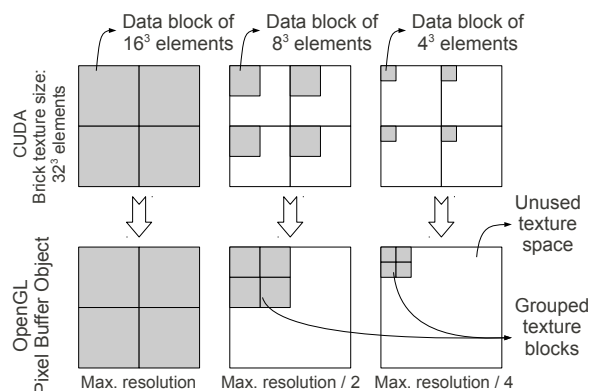 Data block of
16³ elements
Data block of
8³ elements
Data block of
4³ elements
CUDA
Brick texture size:
32³ elements
Unused
texture
space
OpenGL
Pixel Buffer Object
Grouped
texture
blocks
Max. resolution
Max. resolution / 2
Max. resolution / 4